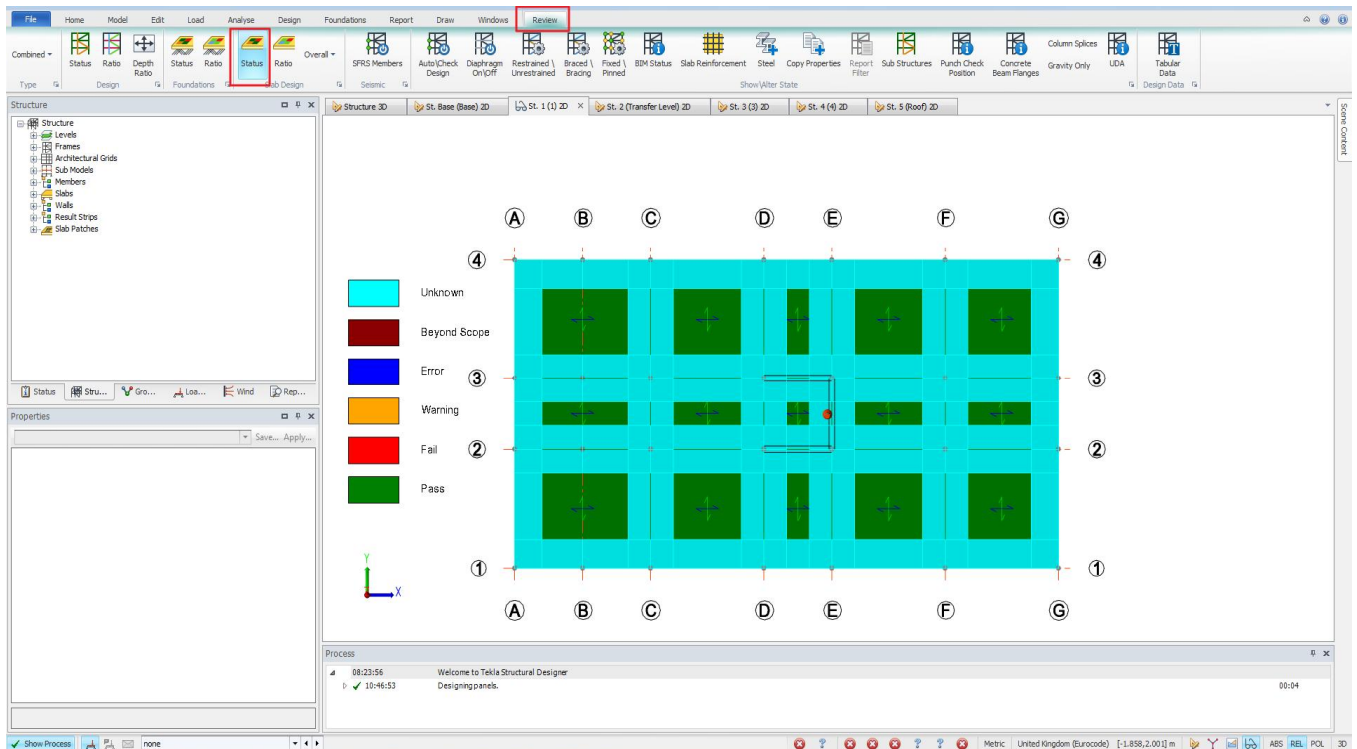 File Home Model Edit Load Analyse Design Foundations Report Draw Windows Review
Combined Status Ratio Depth Ratio Status Ratio Status Ratio Overall SFRS Members Auto\Check Design Diaphragm On\Off Restrained \ Unrestrained Braced \ Bracing Fixed \ Pinned BIM Status Slab Reinforcement Steel Copy Properties Report Filter Sub Structures Punch Check Position Concrete Beam Flanges Column Splices Gravity Only UDA Tabular Data
Type Design Foundations Slab Design Seismic Show\Alter State Design Data
Structure
Structure 3D St. Base (Base) 2D St. 1 (1) 2D St. 2 (Transfer Level) 2D St. 3 (3) 2D St. 4 (4) 2D St. 5 (Roof) 2D
Scene Content
Structure
Levels
Frames
Architectural Grids
Sub Models
Members
Slabs
Walls
Result Strips
Slab Patches
Status Stru... Gro... Loa... Wind Rep...
Properties
Save... Apply...
A B C D E F G
4 4
Unknown
Beyond Scope
Error
3 3
Warning
Fail
2 2
Pass
Y
X
1 1
A B C D E F G
Process
08:23:56 Welcome to Tekla Structural Designer
10:46:53 Designing panels. 00:04
Show Process none Metric United Kingdom (Eurocode) [-1.858,2.001] m ABS REL POL 3D